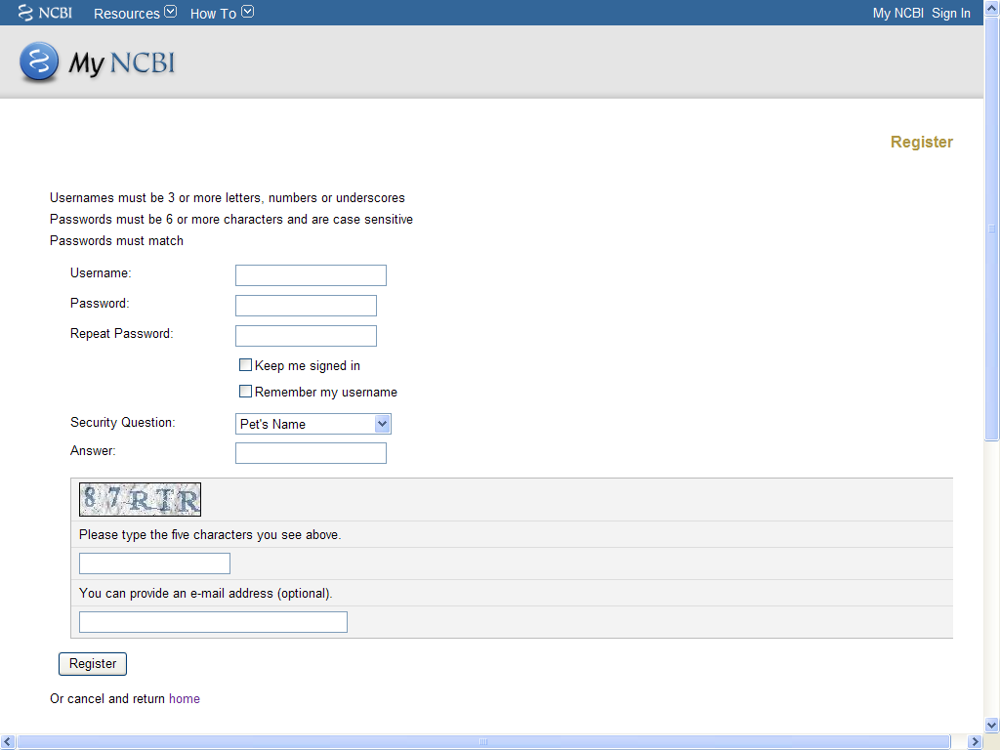 NCBI Resources How To My NCBI Sign In
My NCBI
Register
Usernames must be 3 or more letters, numbers or underscores
Passwords must be 6 or more characters and are case sensitive
Passwords must match
Username:
Password:
Repeat Password:
Keep me signed in
Remember my username
Security Question: Pet's Name
Answer:
87RIR
Please type the five characters you see above.
You can provide an e-mail address (optional).
Register
Or cancel and return home